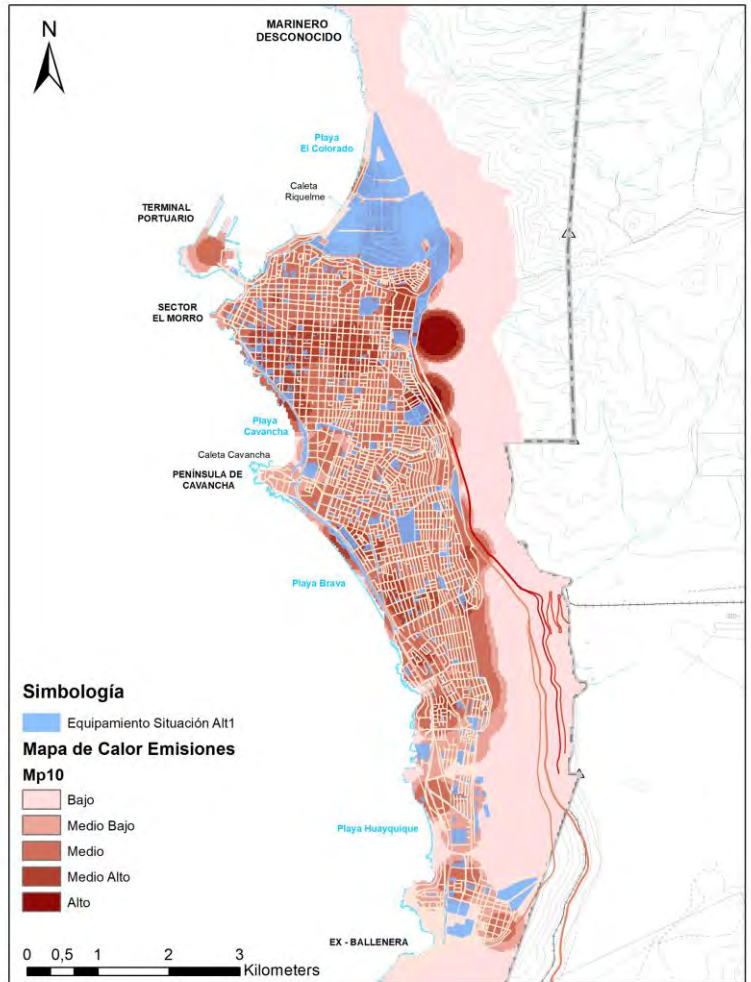 MARINERO
DESCONOCIDO
N
Playa
El Colorado
Caleta
Riquelme
TERMINAL
PORTUARIO
SECTOR
EL MORRO
Playa
Cavancha
Caleta Cavancha
PENÍNSULA DE
CAVANCHA
Playa Brava
Simbología
Equipamiento Situación Alt1
Mapa de Calor Emisiones
Mp10
Bajo
Medio Bajo
Medio
Medio Alto
Alto
Playa Huayquique
EX - BALLENERA
0 0,5 1 2 3
Kilometers